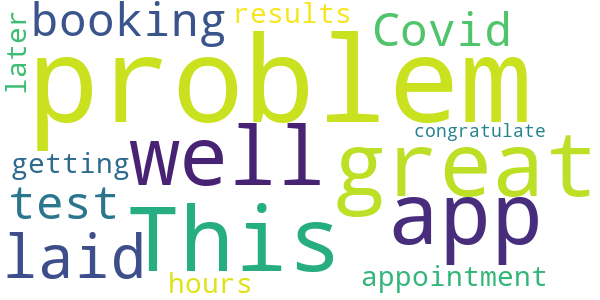 later booking results Covid
problem
getting well congratulate
great
test This app
laid hours appointment